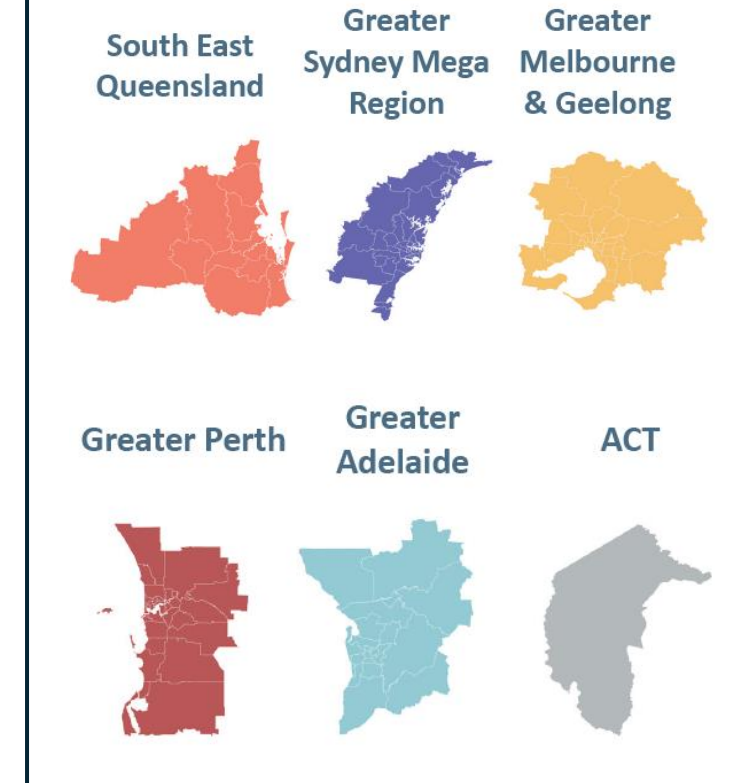 South East
Queensland
Greater
Sydney Mega
Region
Greater
Melbourne
& Geelong
Greater Perth
Greater
Adelaide
ACT